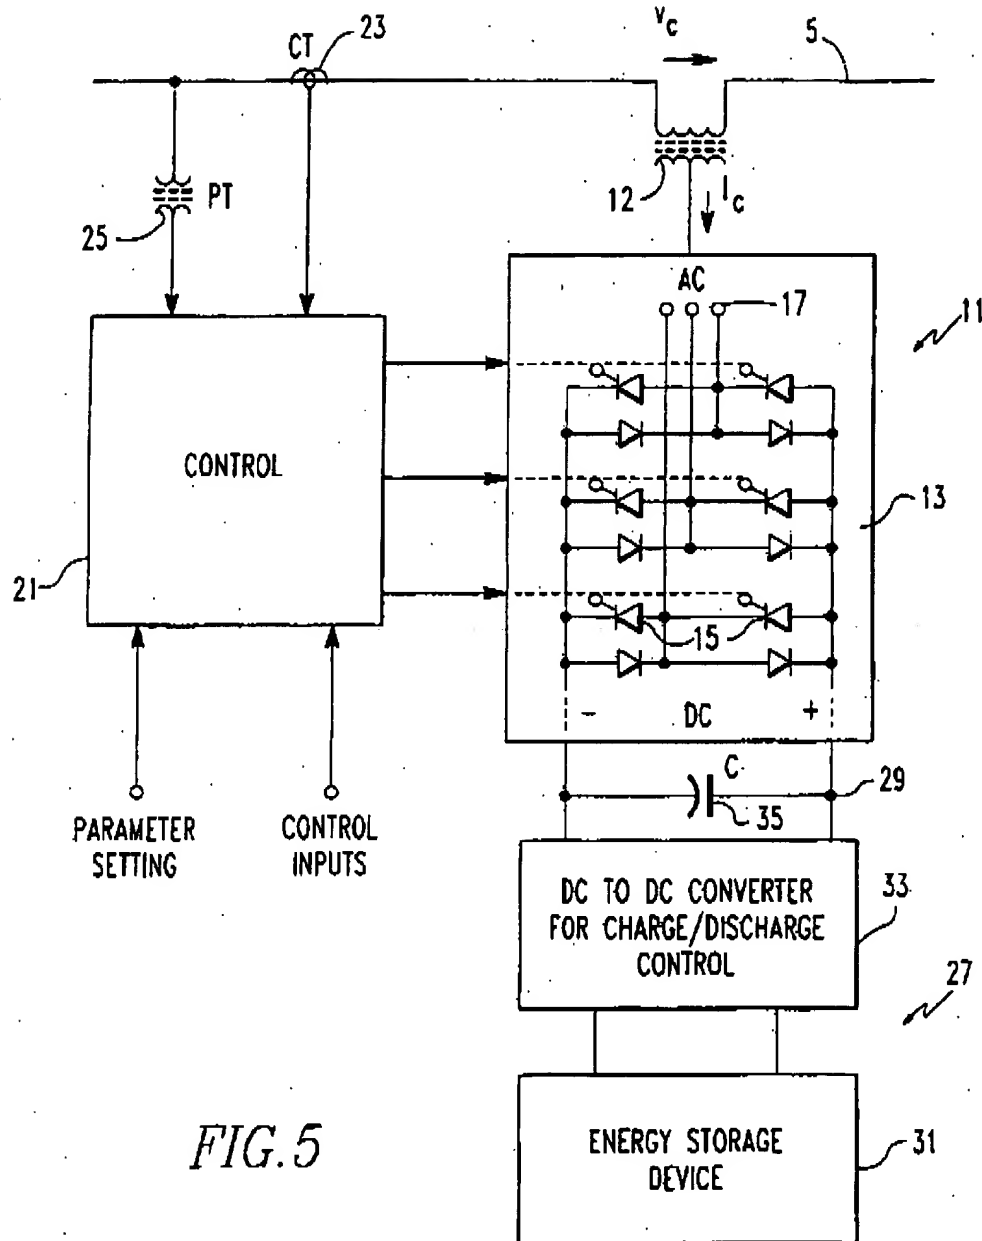 CT
23
V_C
5
PT
25
12
I_C
AC
17
11
CONTROL
13
21
15
-
DC
+
C
29
35
PARAMETER
SETTING
CONTROL
INPUTS
DC TO DC CONVERTER
FOR CHARGE/DISCHARGE
CONTROL
33
27
ENERGY STORAGE
DEVICE
31
FIG. 5